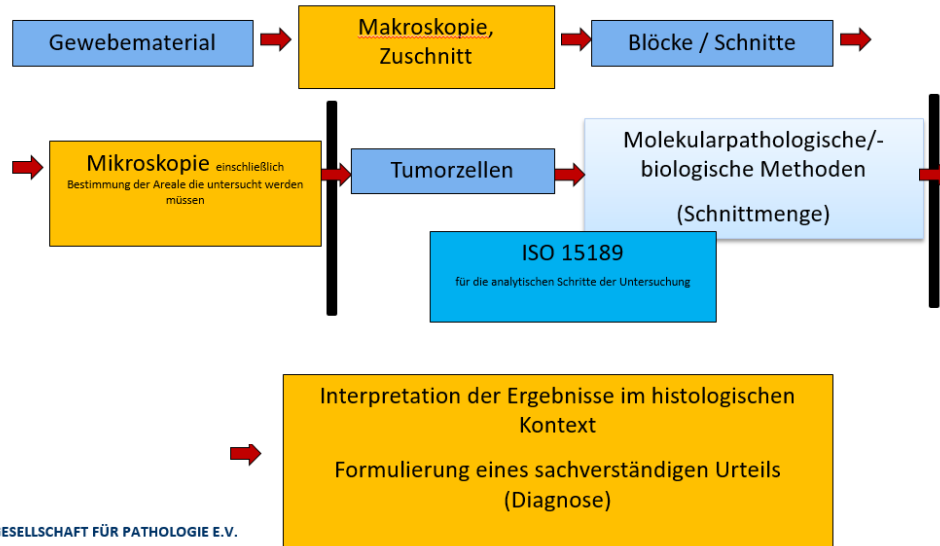 Gewebematerial
Makroskopie,
Zuschnitt
Blöcke / Schnitte
Mikroskopie einschließlich
Bestimmung der Areale die untersucht werden
müssen
Tumorzellen
Molekularpathologische/-
biologische Methoden
(Schnittmenge)
ISO 15189
für die analytischen Schritte der Untersuchung
Interpretation der Ergebnisse im histologischen
Kontext
Formulierung eines sachverständigen Urteils
(Diagnose)
GESELLSCHAFT FÜR PATHOLOGIE E.V.